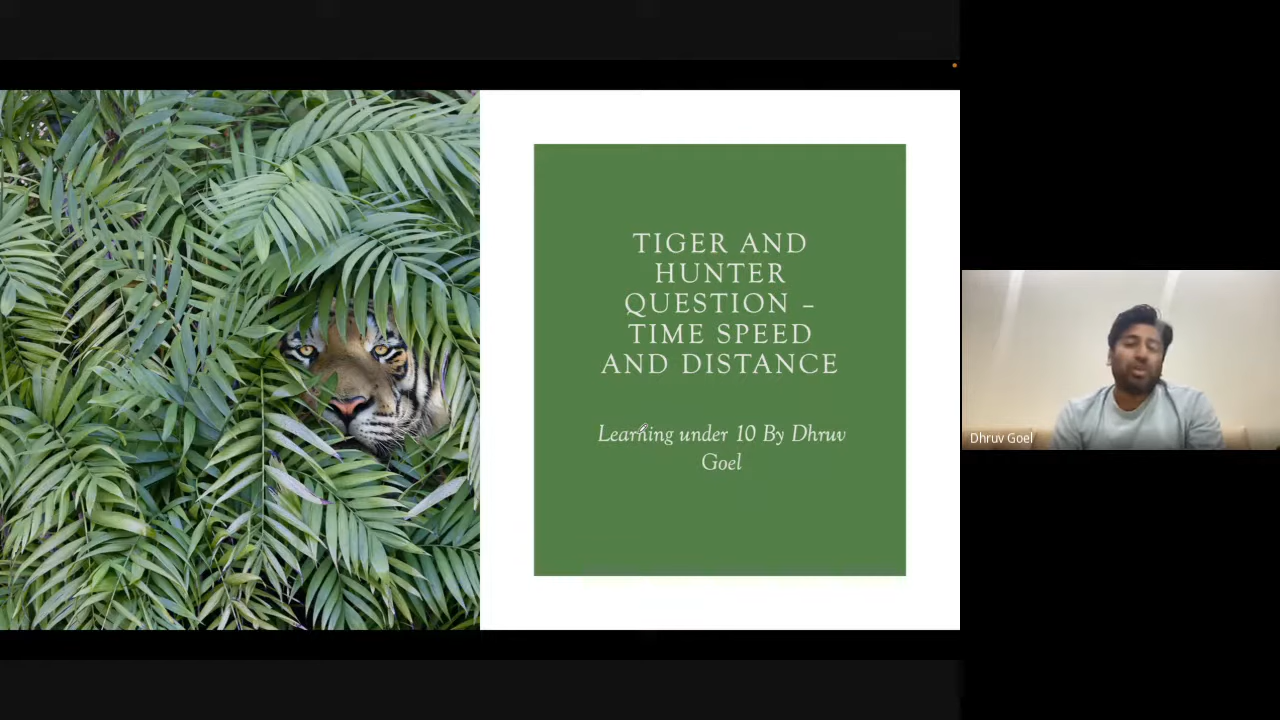 TIGER AND
HUNTER
QUESTION –
TIME SPEED
AND DISTANCE
Learning under 10 By Dhruv
Goel
Dhruv Goel